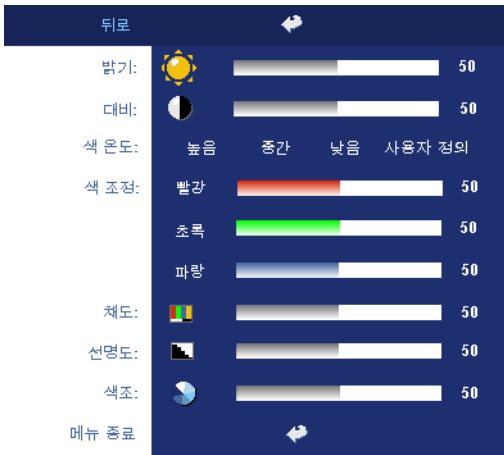 뒤로
밝기: 50
대비: 50
색 온도: 높음 중간 낮음 사용자 정의
색 조정: 빨강 50
초록 50
파랑 50
채도: 50
선명도: 50
색조: 50
메뉴 종료